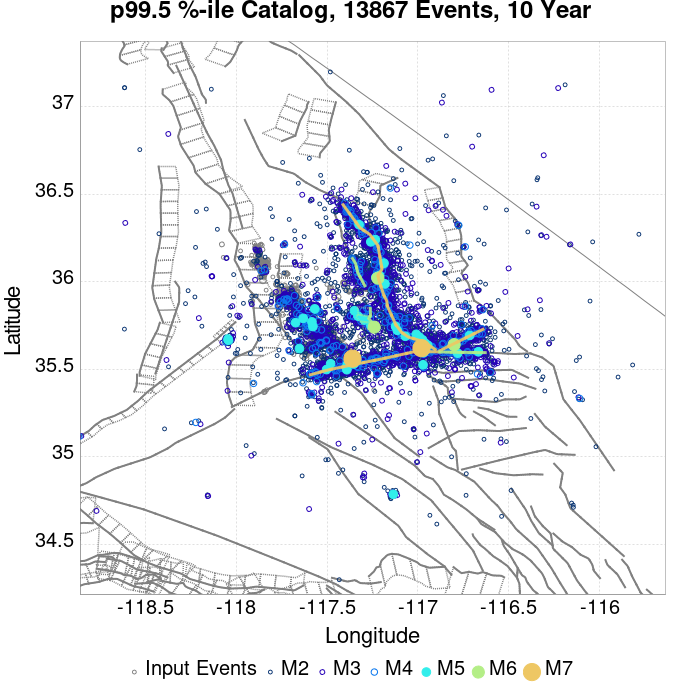 p99.5 %-ile Catalog, 13867 Events, 10 Year
37
36.5
36
35.5
35
34.5
Latitude
-118.5 -118 -117.5 -117 -116.5 -116
Longitude
Input Events M2 M3 M4 M5 M6 M7